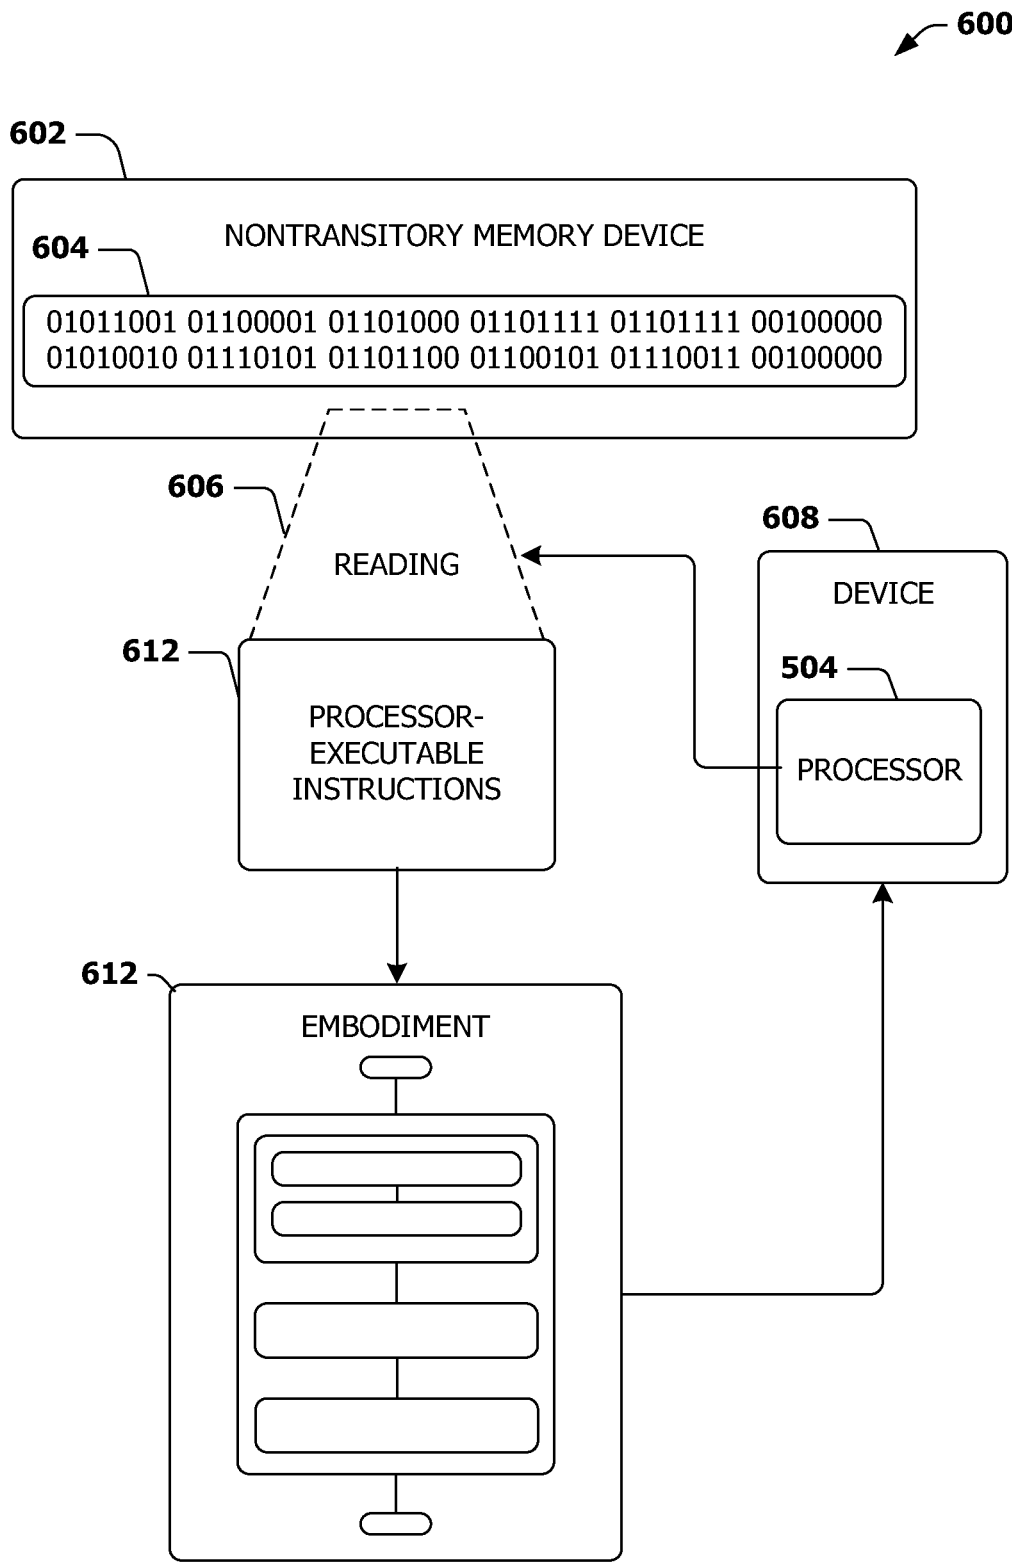 600
602
NONTRANSITORY MEMORY DEVICE
604
01011001 01100001 01101000 01101111 01101111 00100000
01010010 01110101 01101100 01100101 01110011 00100000
606
READING
608
DEVICE
504
PROCESSOR
612
PROCESSOR-
EXECUTABLE
INSTRUCTIONS
612
EMBODIMENT